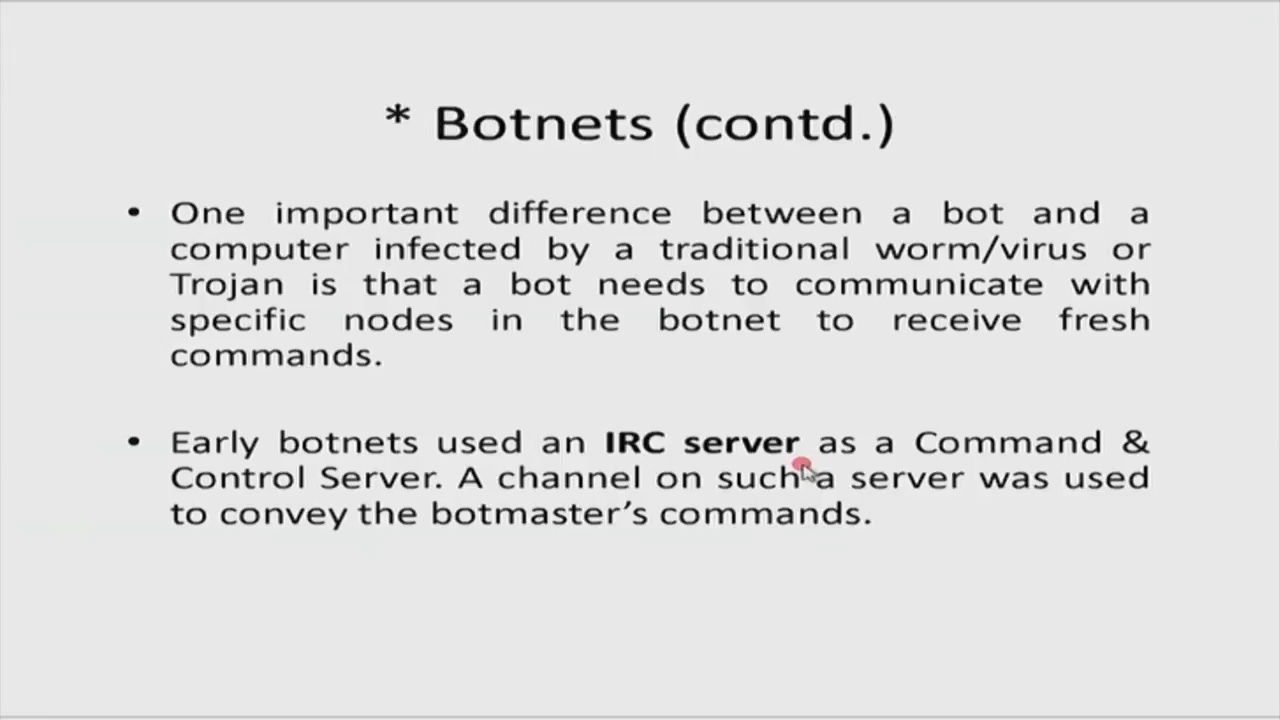 * Botnets (contd.)
• One important difference between a bot and a
computer infected by a traditional worm/virus or
Trojan is that a bot needs to communicate with
specific nodes in the botnet to receive fresh
commands.
• Early botnets used an IRC server as a Command &
Control Server. A channel on such a server was used
to convey the botmaster’s commands.